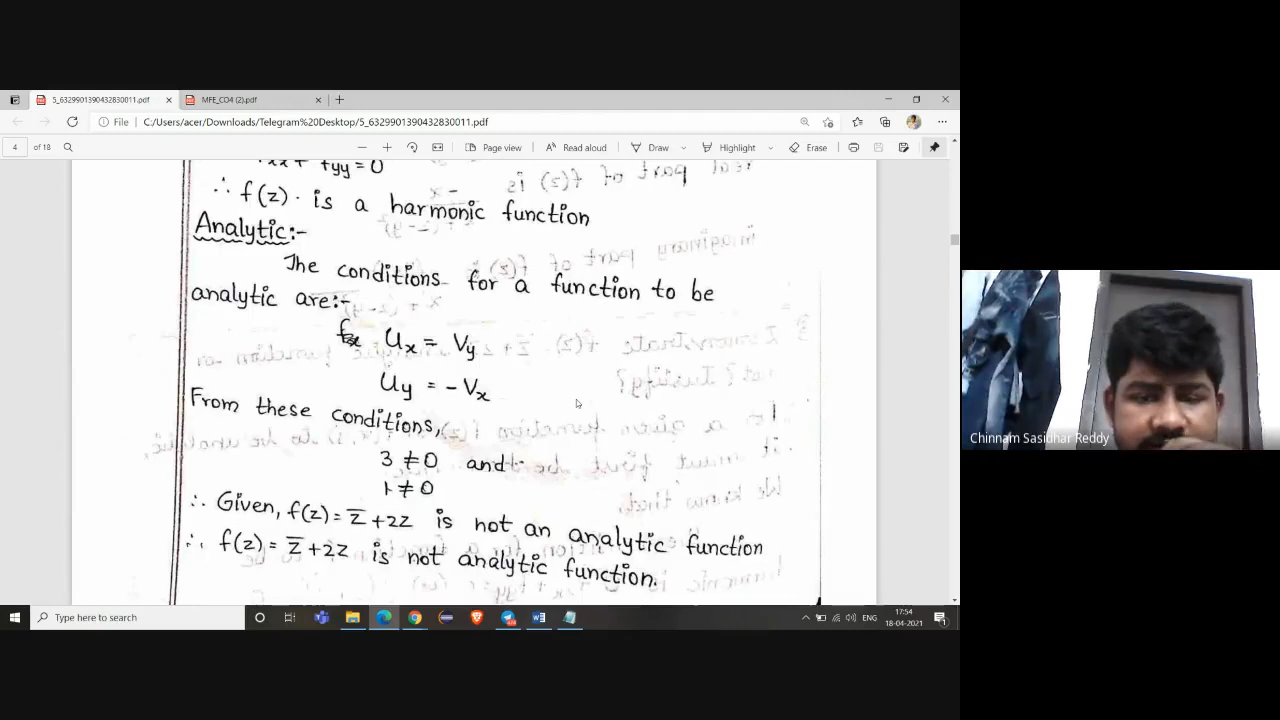 5_6329901390432830011.pdf
MFE_CO4 (2).pdf
File
C:/Users/acer/Downloads/Telegram%20Desktop/5_6329901390432830011.pdf
4 of 18
Page view
Read aloud
Draw
Highlight
Erase
∴ f(z). is a harmonic function
Analytic:-
The conditions for a function to be
analytic are:-
Ux = Vy
Uy = -Vx
From these conditions,
3 ≠ 0 and
1 ≠ 0
∴ Given, f(z) = z̅ + 2z is not an analytic function
∴ f(z) = z̅ + 2z is not analytic function.
Chinnam Sasidhar Reddy
Type here to search
ENG
17:54
18-04-2021